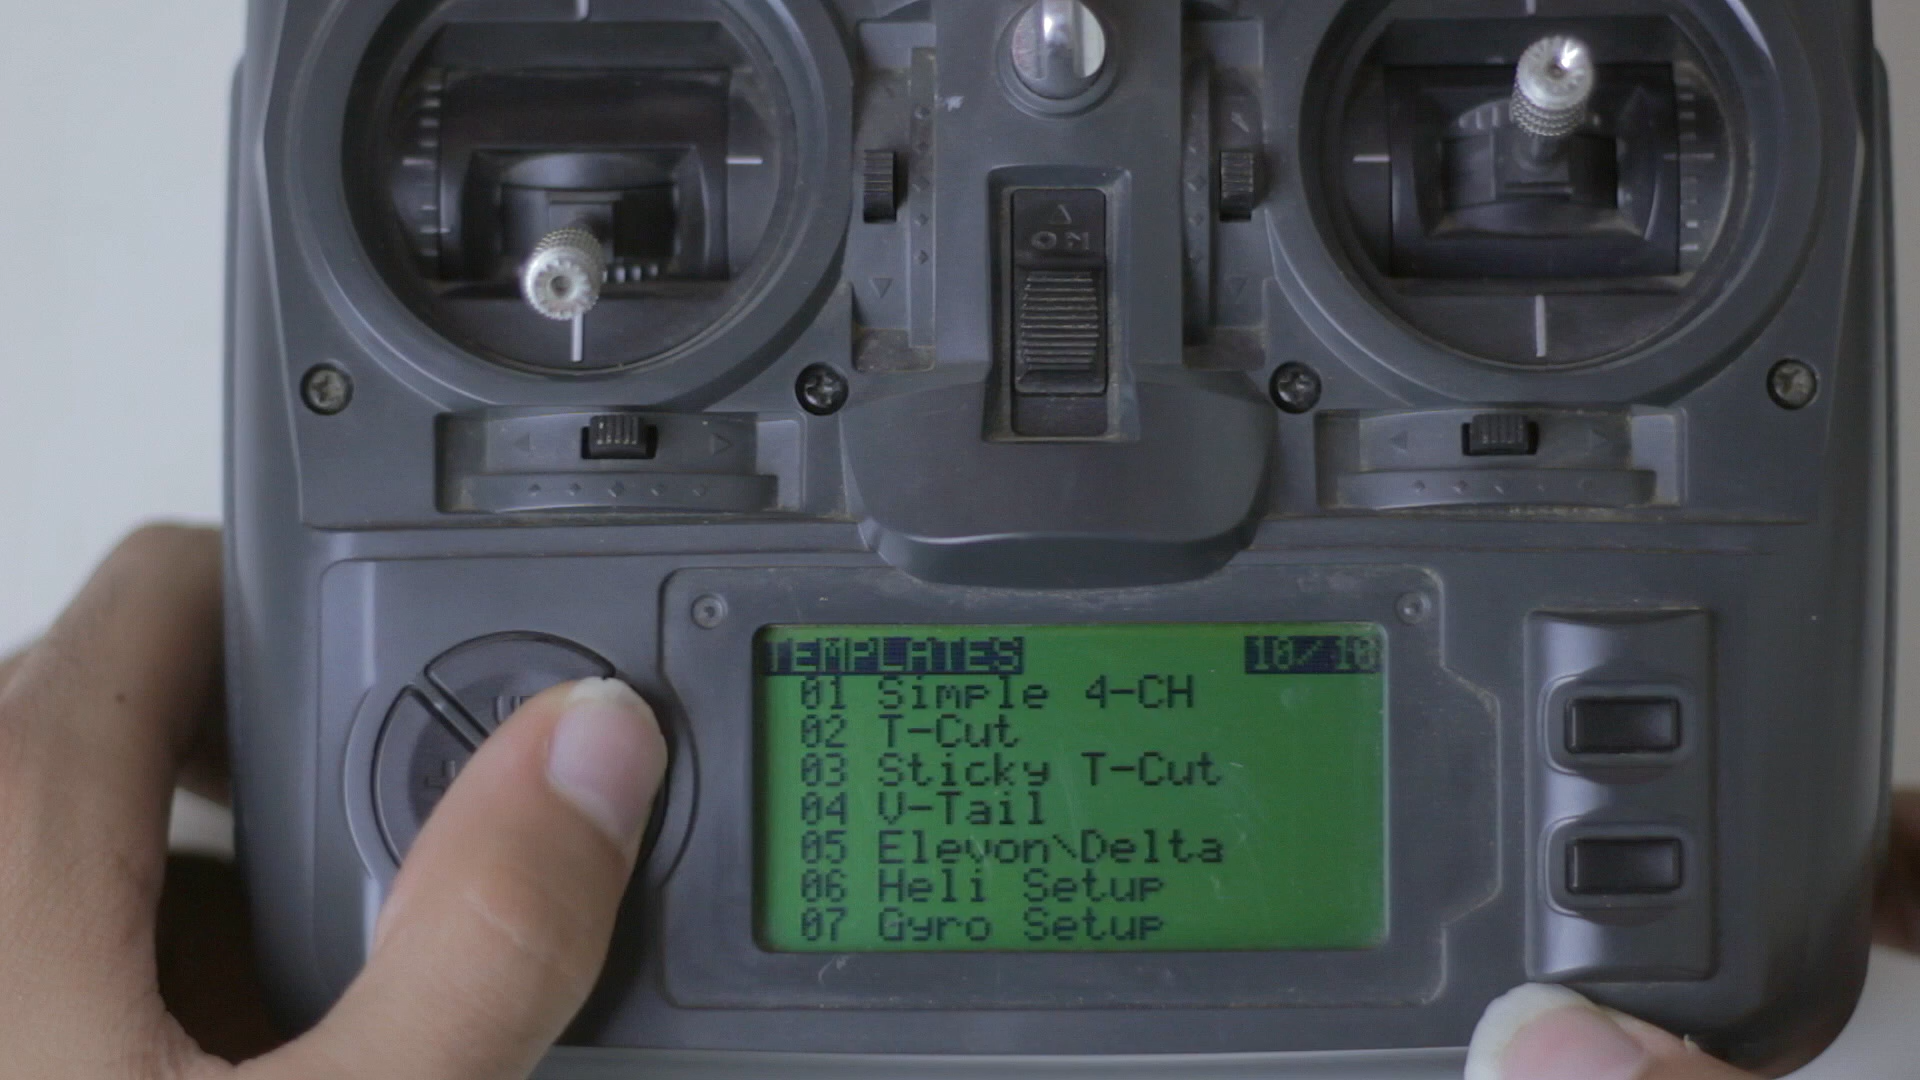 ON
TEMPLATES 10/10
01 Simple 4-CH
02 T-Cut
03 Sticky T-Cut
04 V-Tail
05 Elevon\Delta
06 Heli Setup
07 Gyro Setup